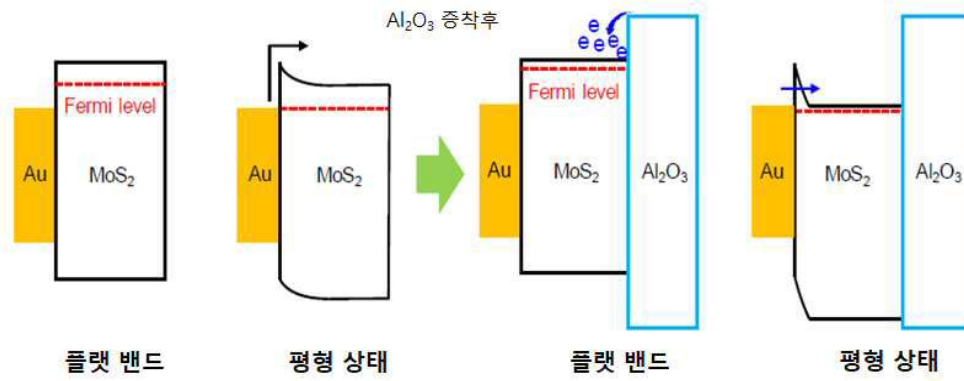 Al₂O₃ 증착후
Fermi level
Au
MoS₂
Au
MoS₂
Fermi level
Au
MoS₂
Al₂O₃
Au
MoS₂
Al₂O₃
e e e e e e
플랫 밴드
평형 상태
플랫 밴드
평형 상태